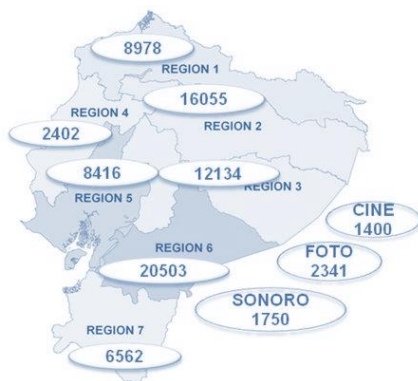 8978
REGION 1
16055
REGION 4
REGION 2
2402
8416
12134
REGION 3
REGION 5
CINE
1400
REGION 6
FOTO
2341
20503
SONORO
1750
REGION 7
6562